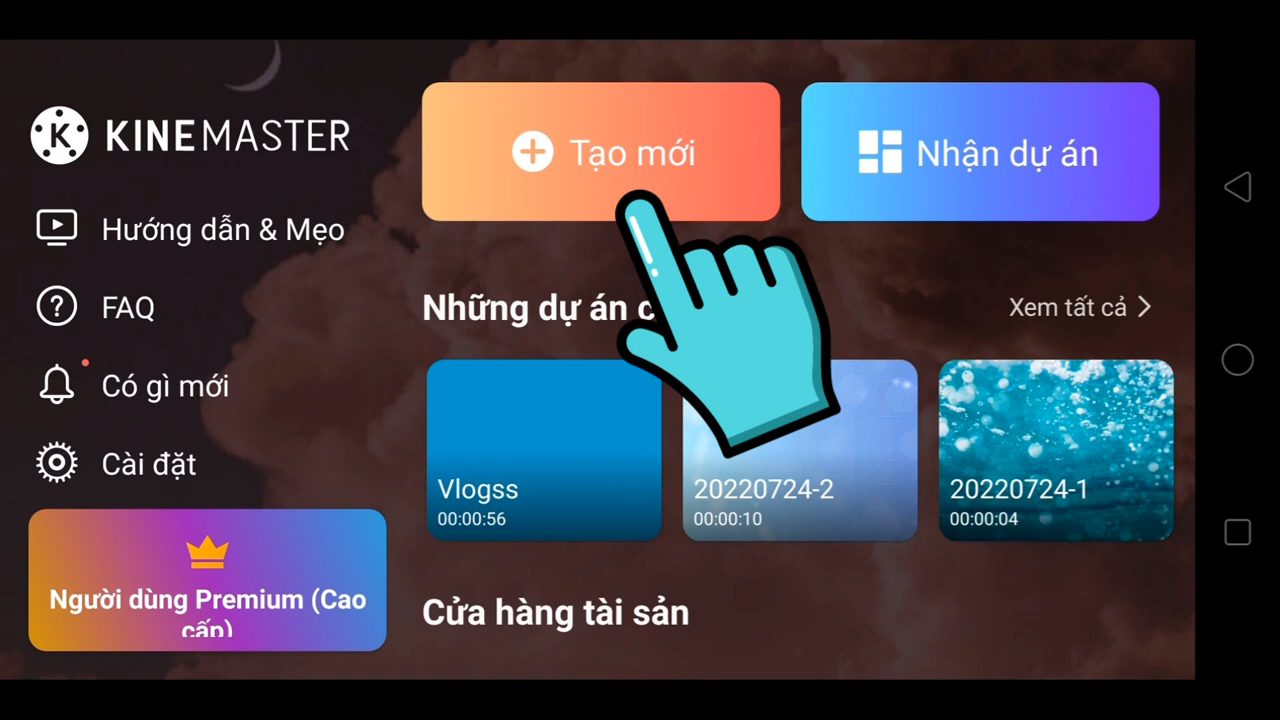 KINEMASTER
Hướng dẫn & Mẹo
FAQ
Có gì mới
Cài đặt
Người dùng Premium (Cao
cấp)
Tạo mới
Nhận dự án
Những dự án c
Xem tất cả
Vlogss
00:00:56
20220724-2
00:00:10
20220724-1
00:00:04
Cửa hàng tài sản